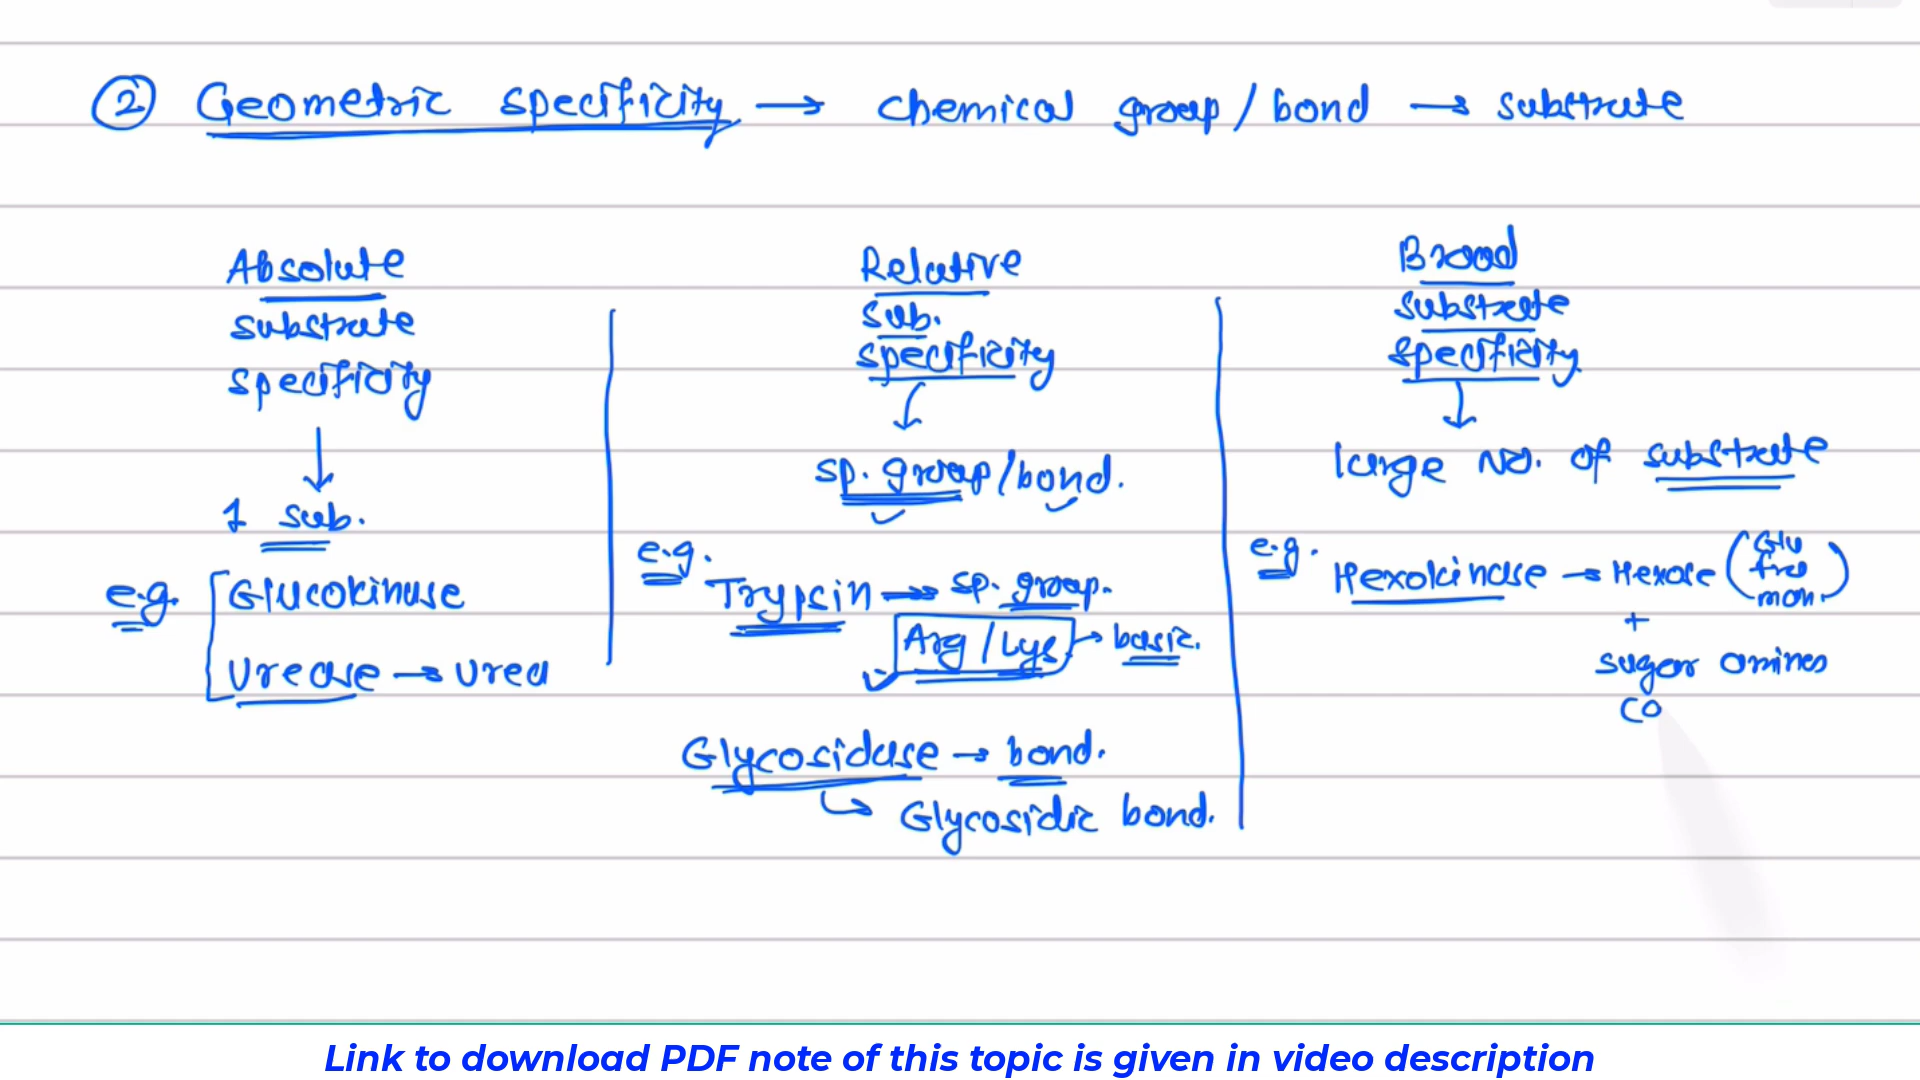 ② Geometric specificity → chemical group/bond → substrate
Absolute
substrate
specificity
↓
1 sub.
e.g. Glucokinase
Urease → Urea
Relative
sub.
specificity
↓
sp. group/bond.
e.g.
Trypsin → sp. group.
Arg/Lys → basic.
Glycosidase → bond.
↳ Glycosidic bond.
Broad
substrate
specificity
↓
large No. of substrate
e.g.
Hexokinase → Hexose (Glu
fru
man.)
+
sugar amines
CO
Link to download PDF note of this topic is given in video description